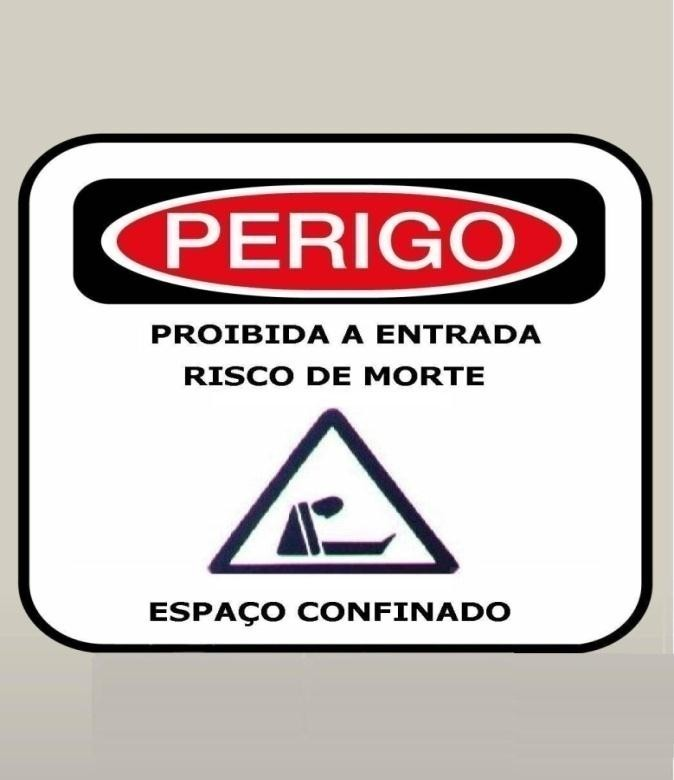 PERIGO
PROIBIDA A ENTRADA
RISCO DE MORTE
ESPAÇO CONFINADO